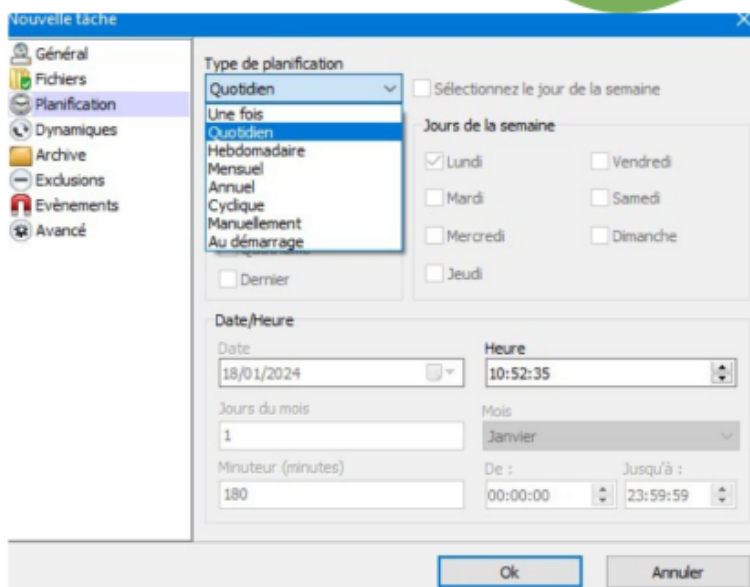 Nouvelle tâche
Général
Fichiers
Planification
Dynamiques
Archive
Exclusions
Evènements
Avancé
Type de planification
Quotidien
Une fois
Quotidien
Hebdomadaire
Mensuel
Annuel
Cyclique
Manuellement
Au démarrage
Dernier
Sélectionnez le jour de la semaine
Jours de la semaine
Lundi
Vendredi
Mardi
Samedi
Mercredi
Dimanche
Jeudi
Date/Heure
Date
Heure
18/01/2024
10:52:35
Jours du mois
Mois
1
Janvier
Minuteur (minutes)
De :
Jusqu'à :
180
00:00:00
23:59:59
Ok
Annuler